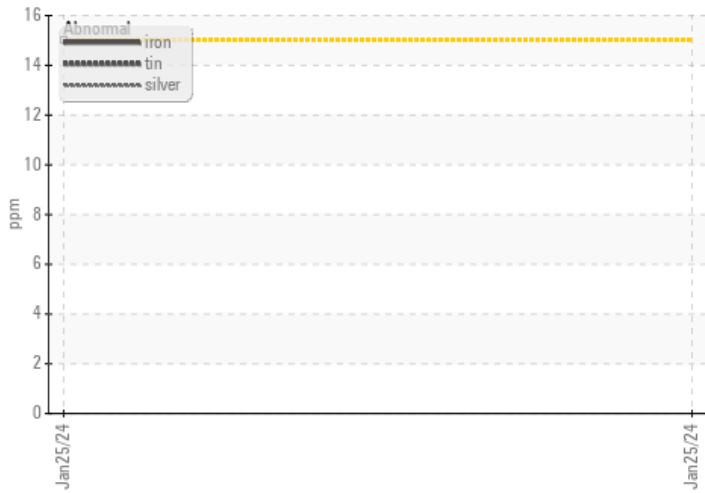 16
14
12
10
8
6
4
2
0
ppm
Abnormal
iron
tin
silver
Jan25/24
Jan25/24